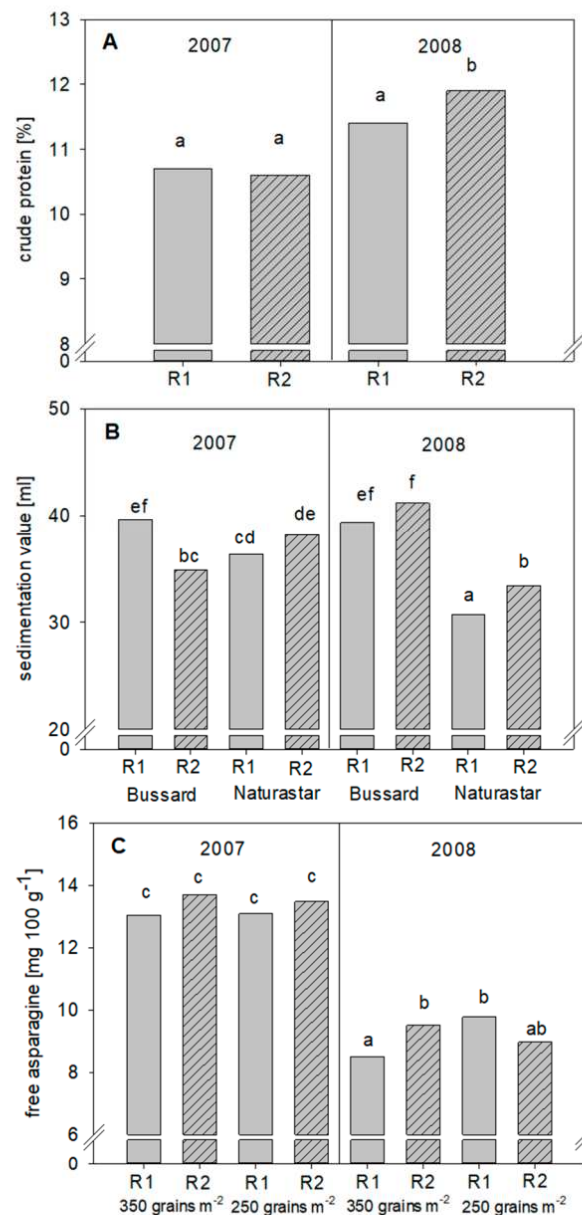 A
2007
2008
crude protein [%]
13
12
11
10
9
8
0
a
a
a
b
R1
R2
R1
R2
B
2007
2008
sedimentation value [ml]
50
40
30
20
0
ef
bc
cd
de
ef
f
a
b
R1 R2 R1 R2 R1 R2 R1 R2
Bussard Naturastar Bussard Naturastar
C
2007
2008
free asparagine [mg 100 g⁻¹]
16
14
12
10
8
6
0
c
c
c
c
a
b
b
ab
R1 R2 R1 R2 R1 R2 R1 R2
350 grains m⁻² 250 grains m⁻² 350 grains m⁻² 250 grains m⁻²